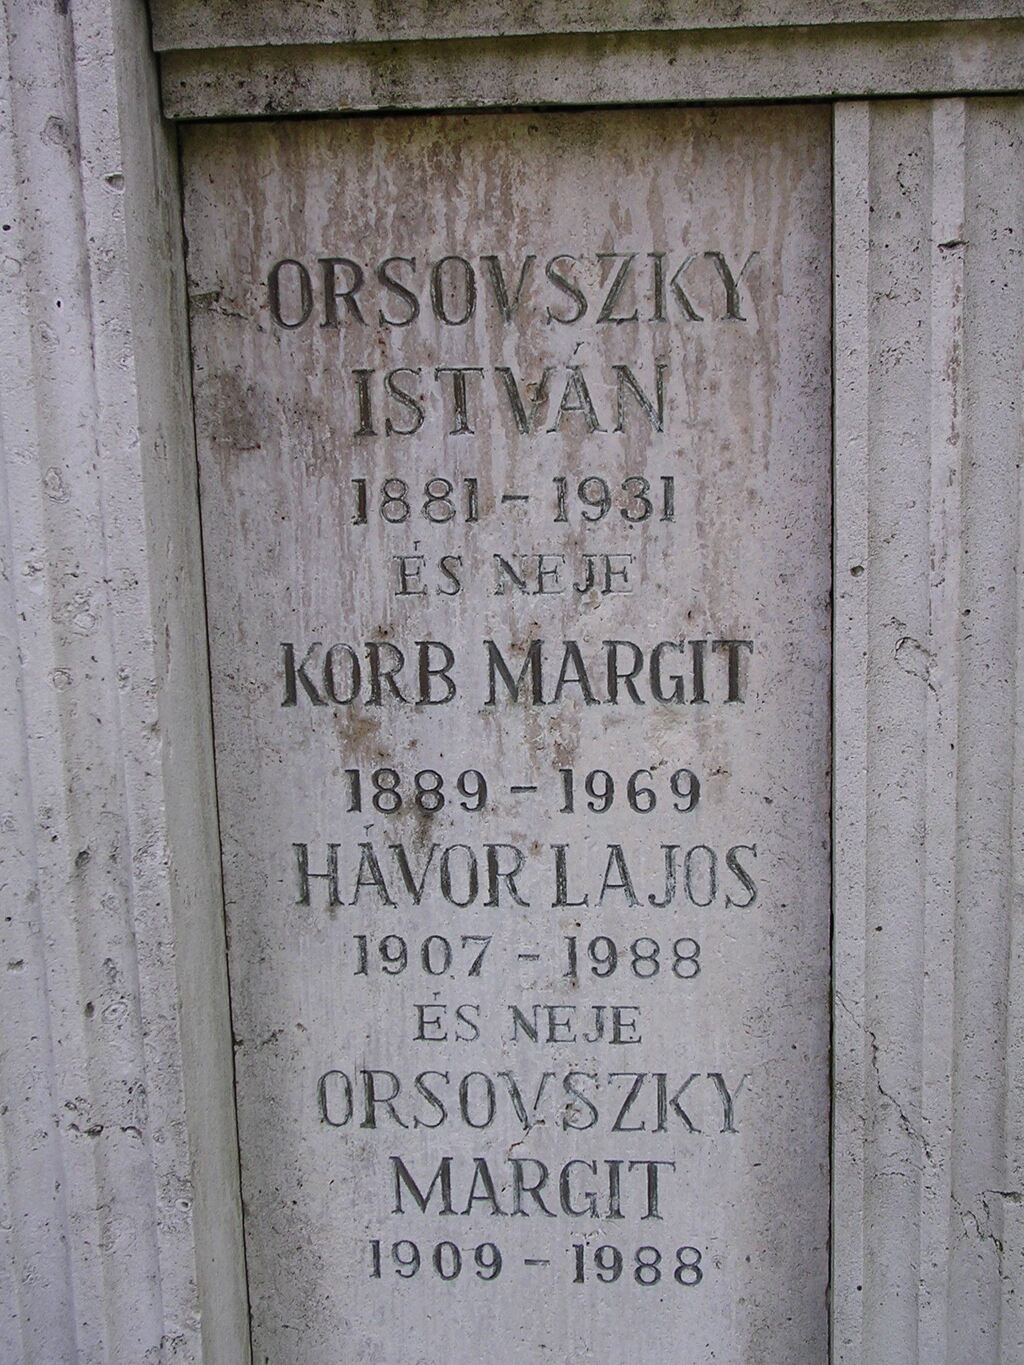 ORSOVSZKY
ISTVÁN
1881 - 1931
ÉS NEJE
KORB MARGIT
1889 - 1969
HÁVOR LAJOS
1907 - 1988
ÉS NEJE
ORSOVSZKY
MARGIT
1909 - 1988